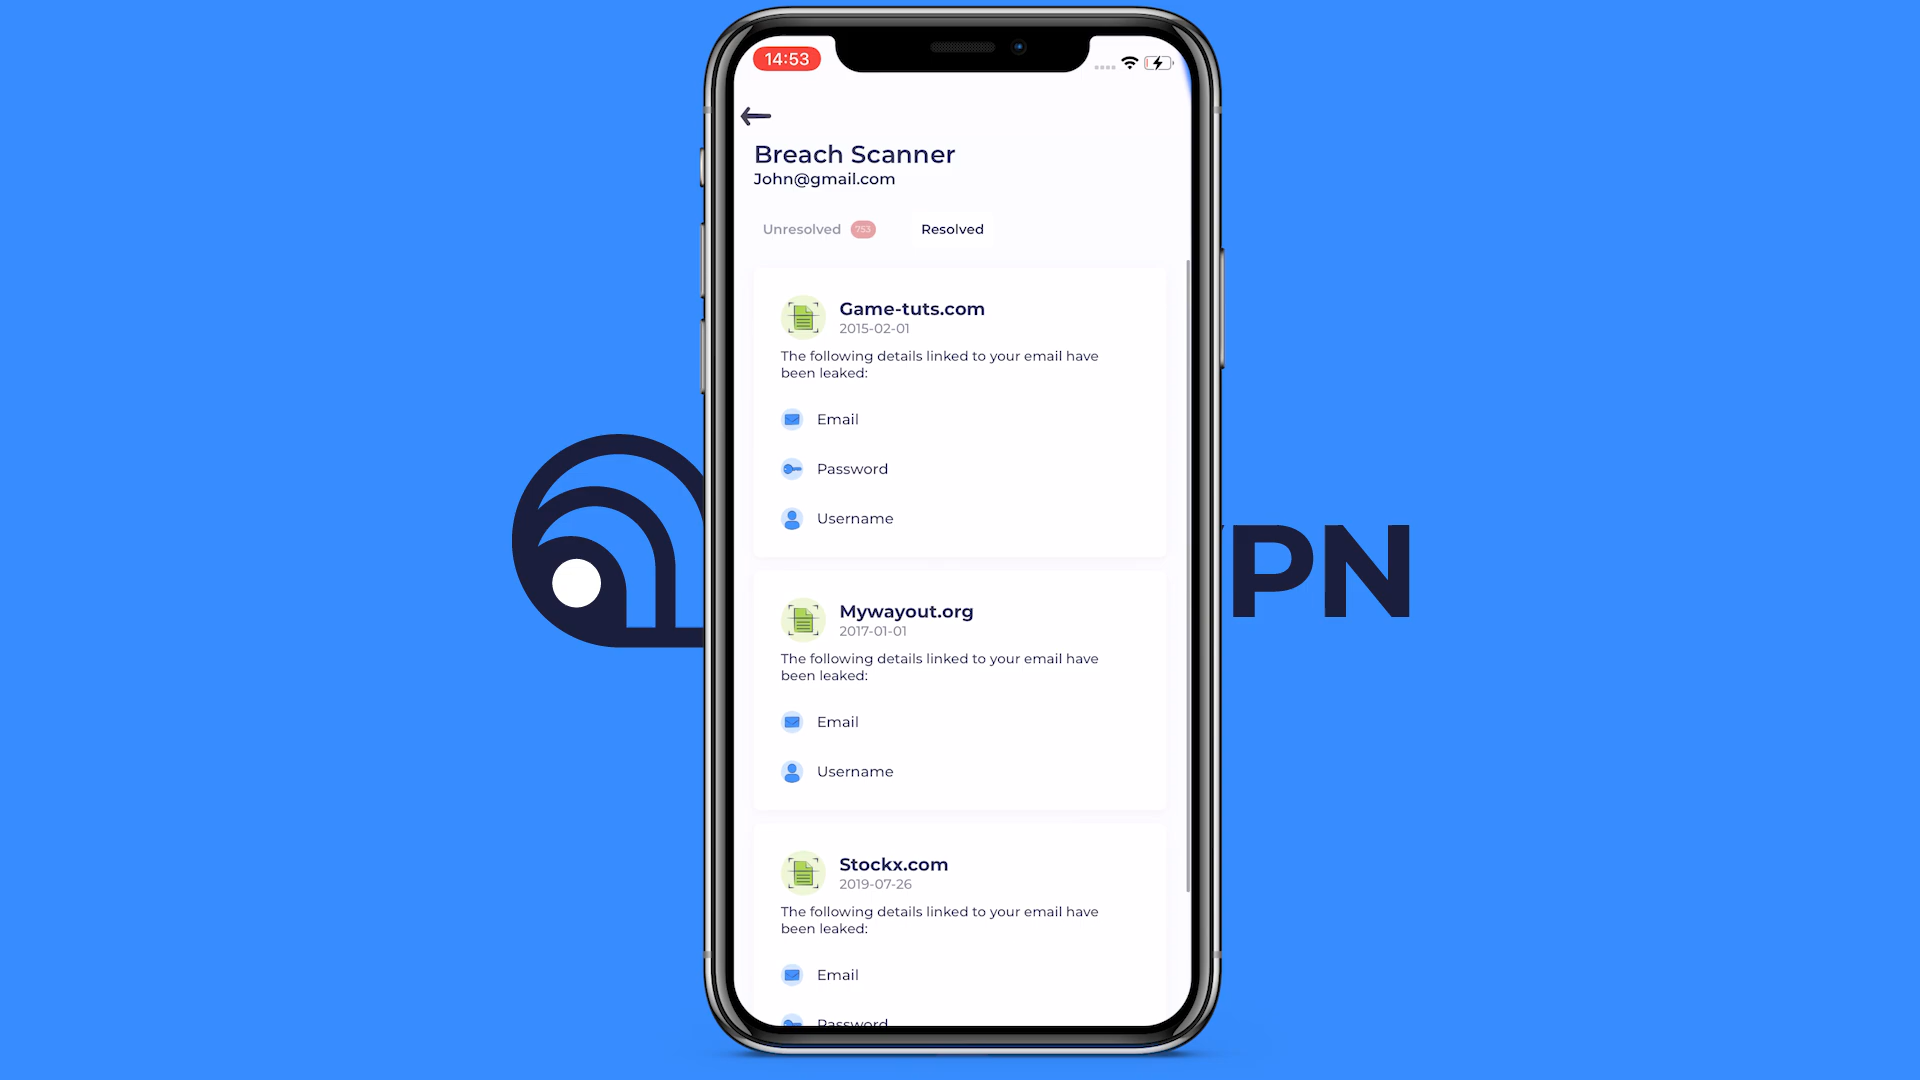 14:53
Breach Scanner
John@gmail.com
Unresolved 753 Resolved
Game-tuts.com
2015-02-01
The following details linked to your email have
been leaked:
Email
Password
Username
PN
Mywayout.org
2017-01-01
The following details linked to your email have
been leaked:
Email
Username
Stockx.com
2019-07-26
The following details linked to your email have
been leaked:
Email
Password